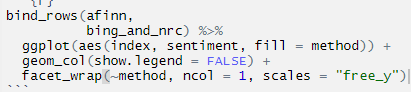 {r}
bind_rows(afinn,
          bing_and_nrc) %>%
  ggplot(aes(index, sentiment, fill = method)) +
  geom_col(show.legend = FALSE) +
  facet_wrap(~method, ncol = 1, scales = "free_y")
```